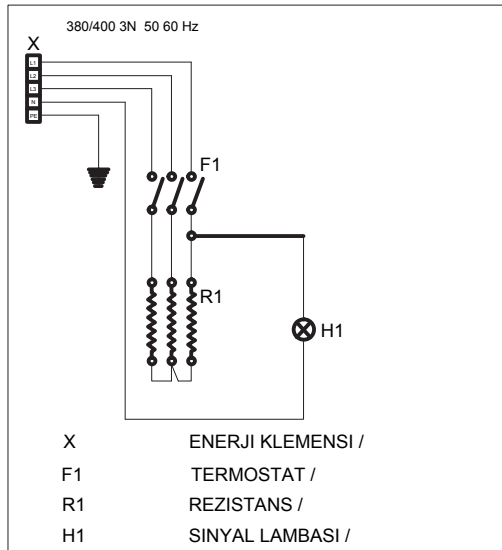 380/400 3N 50 60 Hz
X
L1
L2
L3
N
PE
F1
R1
H1
X ENERJI KLEMENSI /
F1 TERMOSTAT /
R1 REZISTANS /
H1 SINYAL LAMBASI /